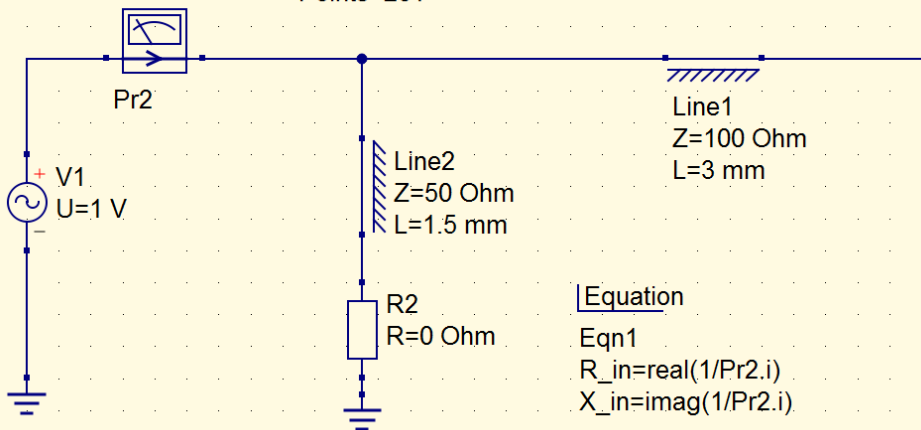 Pr2
V1
U=1 V
Line2
Z=50 Ohm
L=1.5 mm
R2
R=0 Ohm
Line1
Z=100 Ohm
L=3 mm
Equation
Eqn1
R_in=real(1/Pr2.i)
X_in=imag(1/Pr2.i)